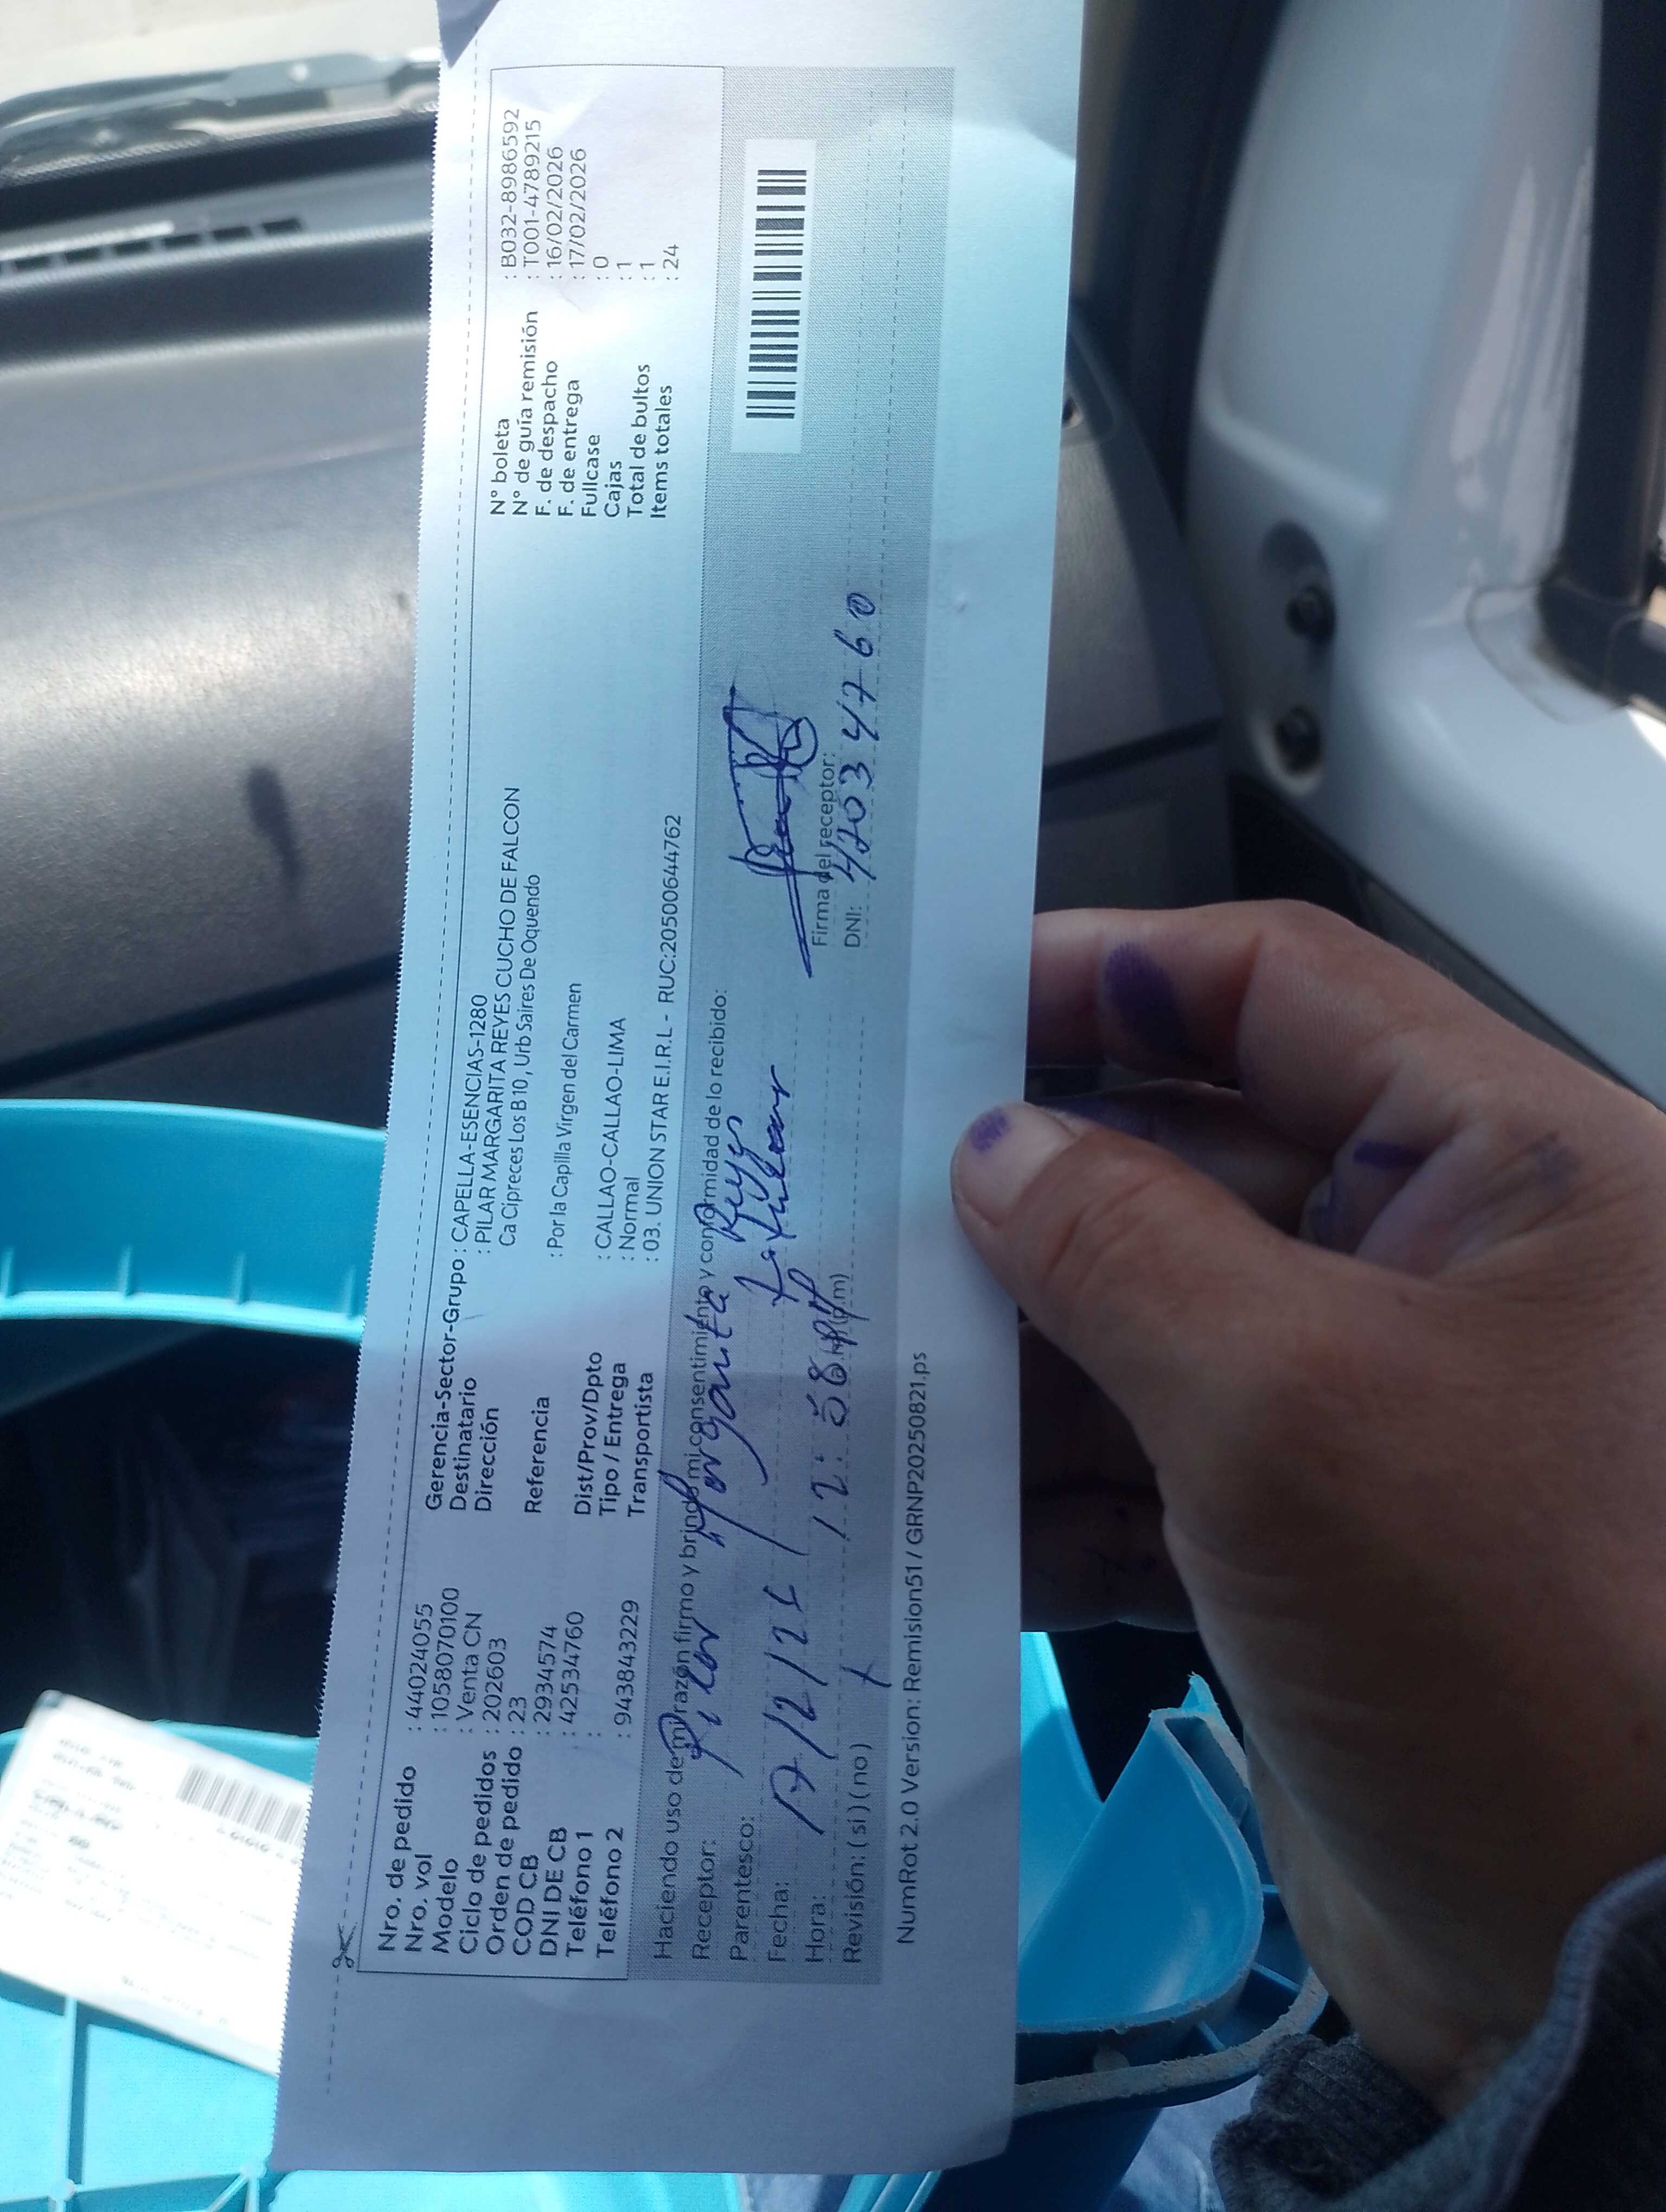 Nro. de pedido : 44024055
Nro. vol : 1058070100
Modelo : Venta CN
Ciclo de pedidos : 202603
Orden de pedido : 23
COD CB : 29345574
DNI DE CB : 42534760
Teléfono 1 :
Teléfono 2 : 943843229
Gerencia-Sector-Grupo : CAPELLA-ESENCIAS-1280
Destinatario : PILAR MARGARITA REYES CUCHO DE FALCON
Dirección Ca Cipreces Los B10 , Urb Saires De Oquendo
Referencia : Por la Capilla Virgen del Carmen
Dist/Prov/Dpto : CALLAO-CALLAO-LIMA
Tipo / Entrega : Normal
Transportista : 03. UNION STAR E.I.R.L - RUC:20500644762
N° boleta : B032-8986592
N° de guía remisión : T001-4789215
F. de despacho : 16/02/2026
F. de entrega : 17/02/2026
Fullcase : 0
Cajas : 1
Total de bultos : 1
Items totales : 24
Haciendo uso de mi razón firmo y brindo mi consentimiento y conformidad de lo recibido:
Receptor: Pilar Margarita Reyes
Parentesco: La titular
Fecha: 17/2/26
Hora: 12:58
Revisión: ( si ) ( no )
Firma del receptor:
DNI: 42034760
NumRot 2.0 Version: Remision51 / GRNP20250821.ps